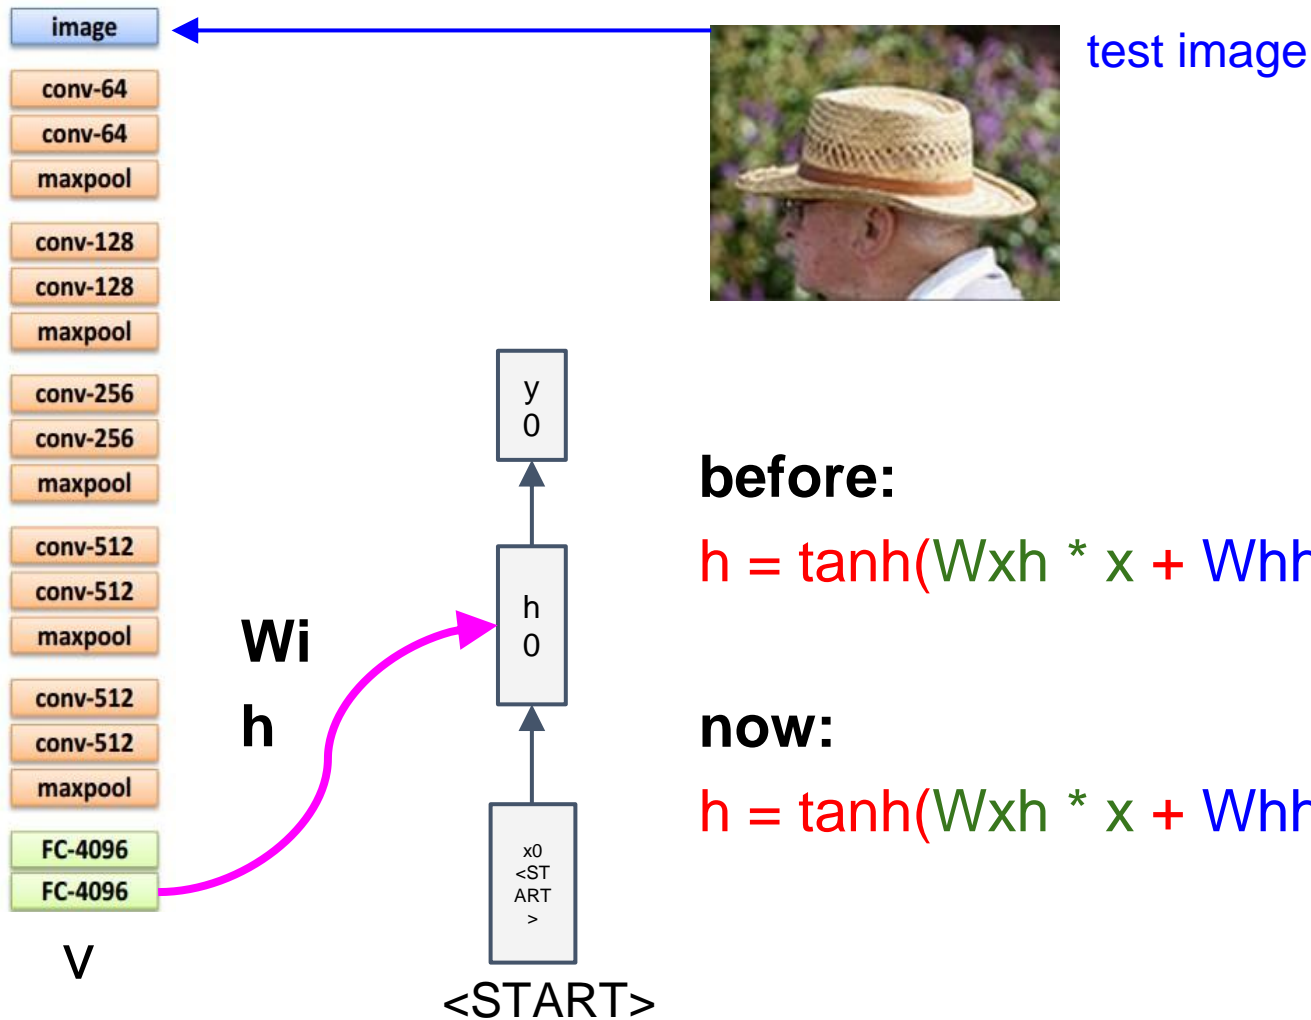 image
test image
conv-64
conv-64
maxpool
conv-128
conv-128
maxpool
conv-256
conv-256
maxpool
conv-512
conv-512
maxpool
conv-512
conv-512
maxpool
FC-4096
FC-4096
v
Wi
h
y
0
h
0
x0
<ST
ART
>
<START>
before:
h = tanh(Wxh * x + Whh
now:
h = tanh(Wxh * x + Whh